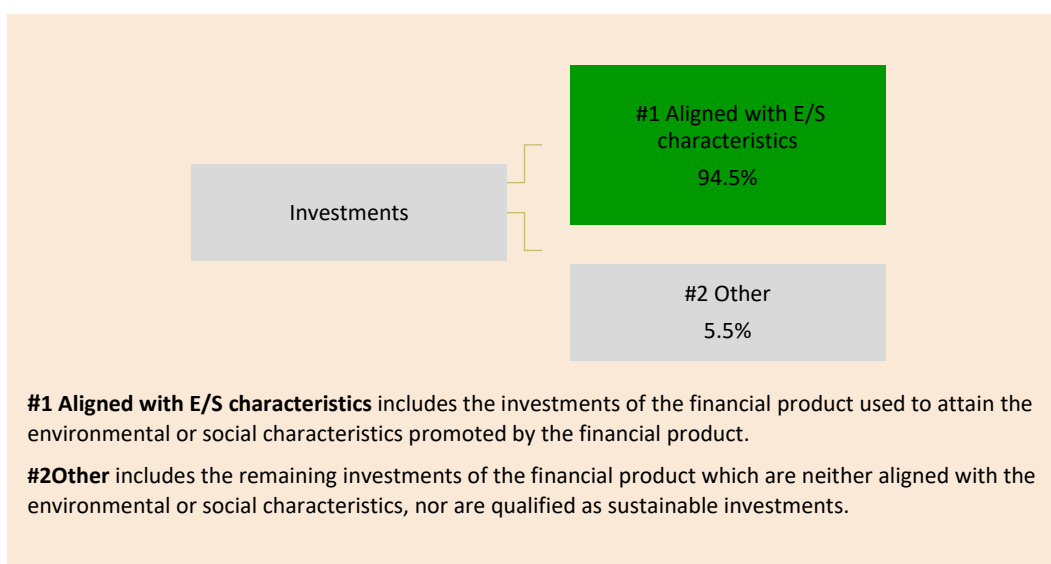 #1 Aligned with E/S
characteristics
94.5%
Investments
#2 Other
5.5%
#1 Aligned with E/S characteristics includes the investments of the financial product used to attain the
environmental or social characteristics promoted by the financial product.
#2Other includes the remaining investments of the financial product which are neither aligned with the
environmental or social characteristics, nor are qualified as sustainable investments.